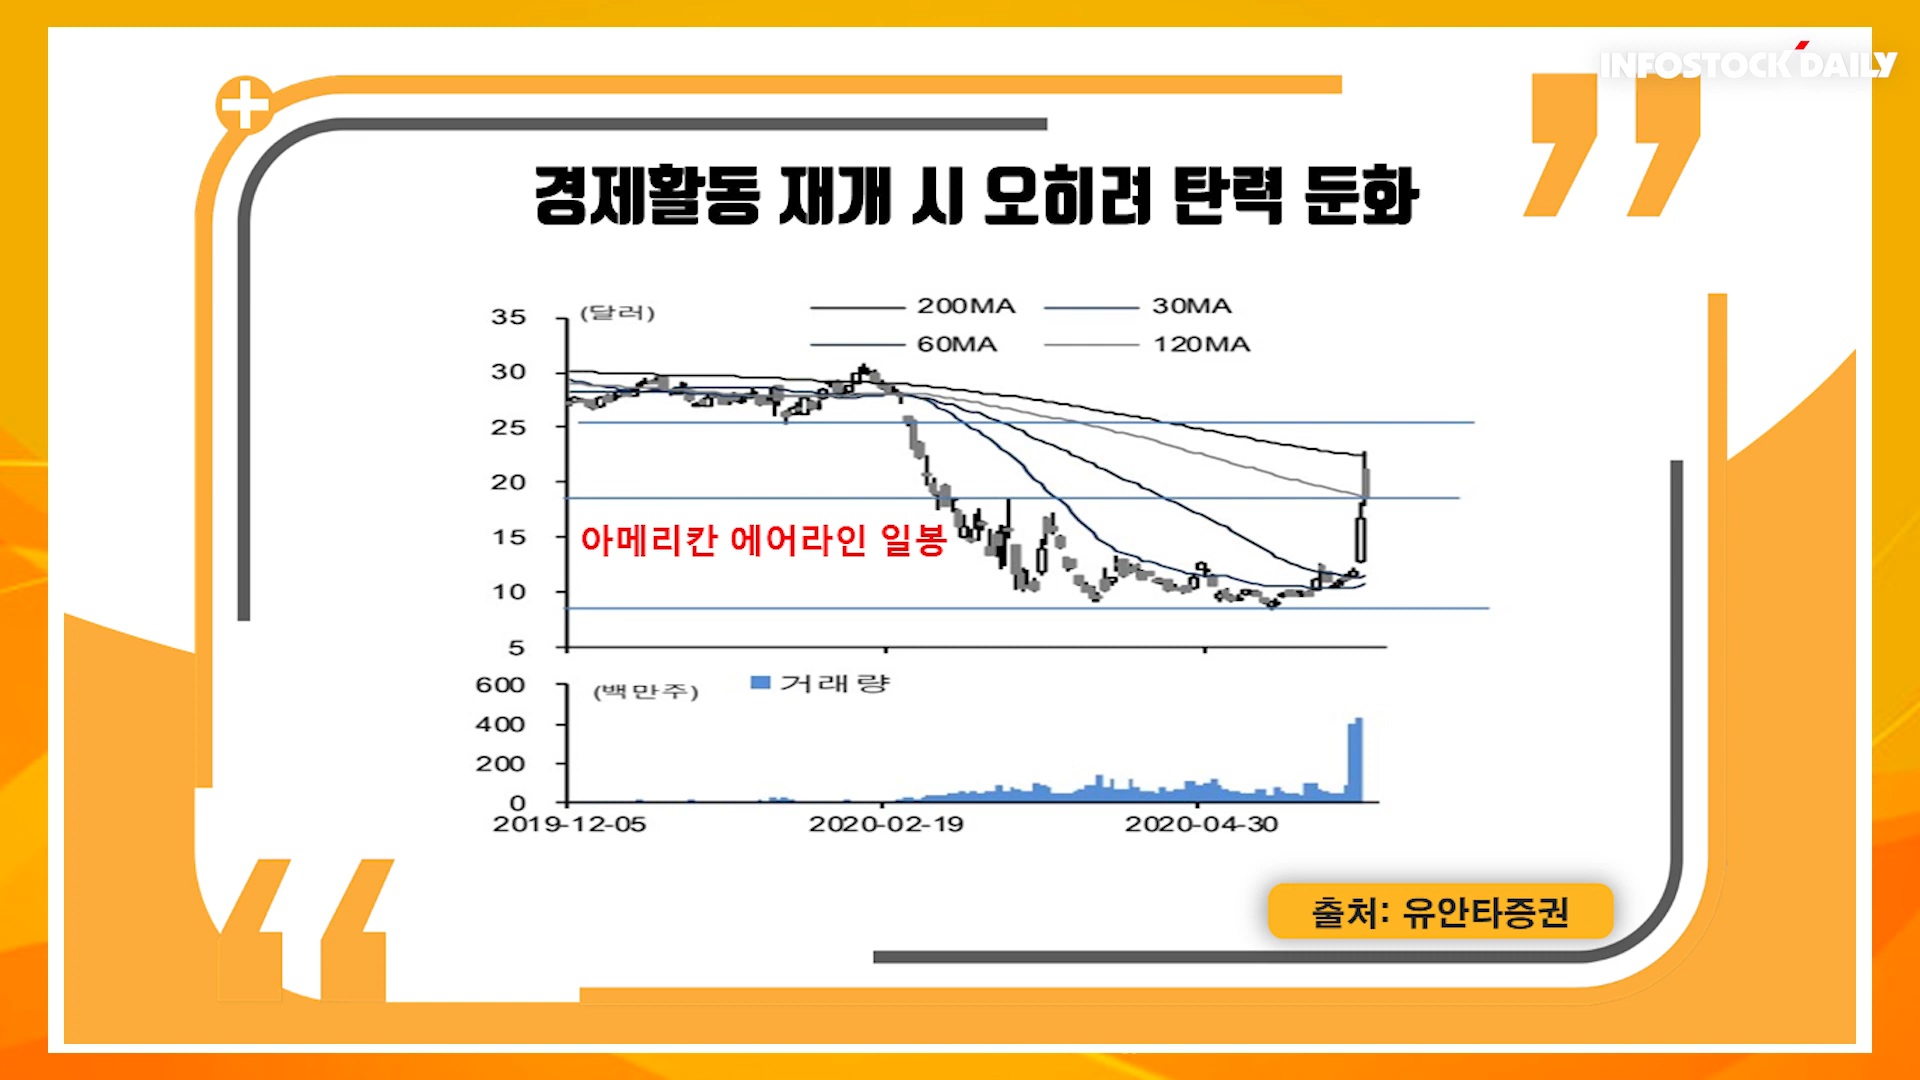 INFOSTOCK DAILY
경제활동 재개 시 오히려 탄력 둔화
(달러)
200MA
30MA
60MA
120MA
35
30
25
20
15
10
5
아메리칸 에어라인 일봉
(백만주)
거래량
600
400
200
0
2019-12-05
2020-02-19
2020-04-30
출처: 유안타증권